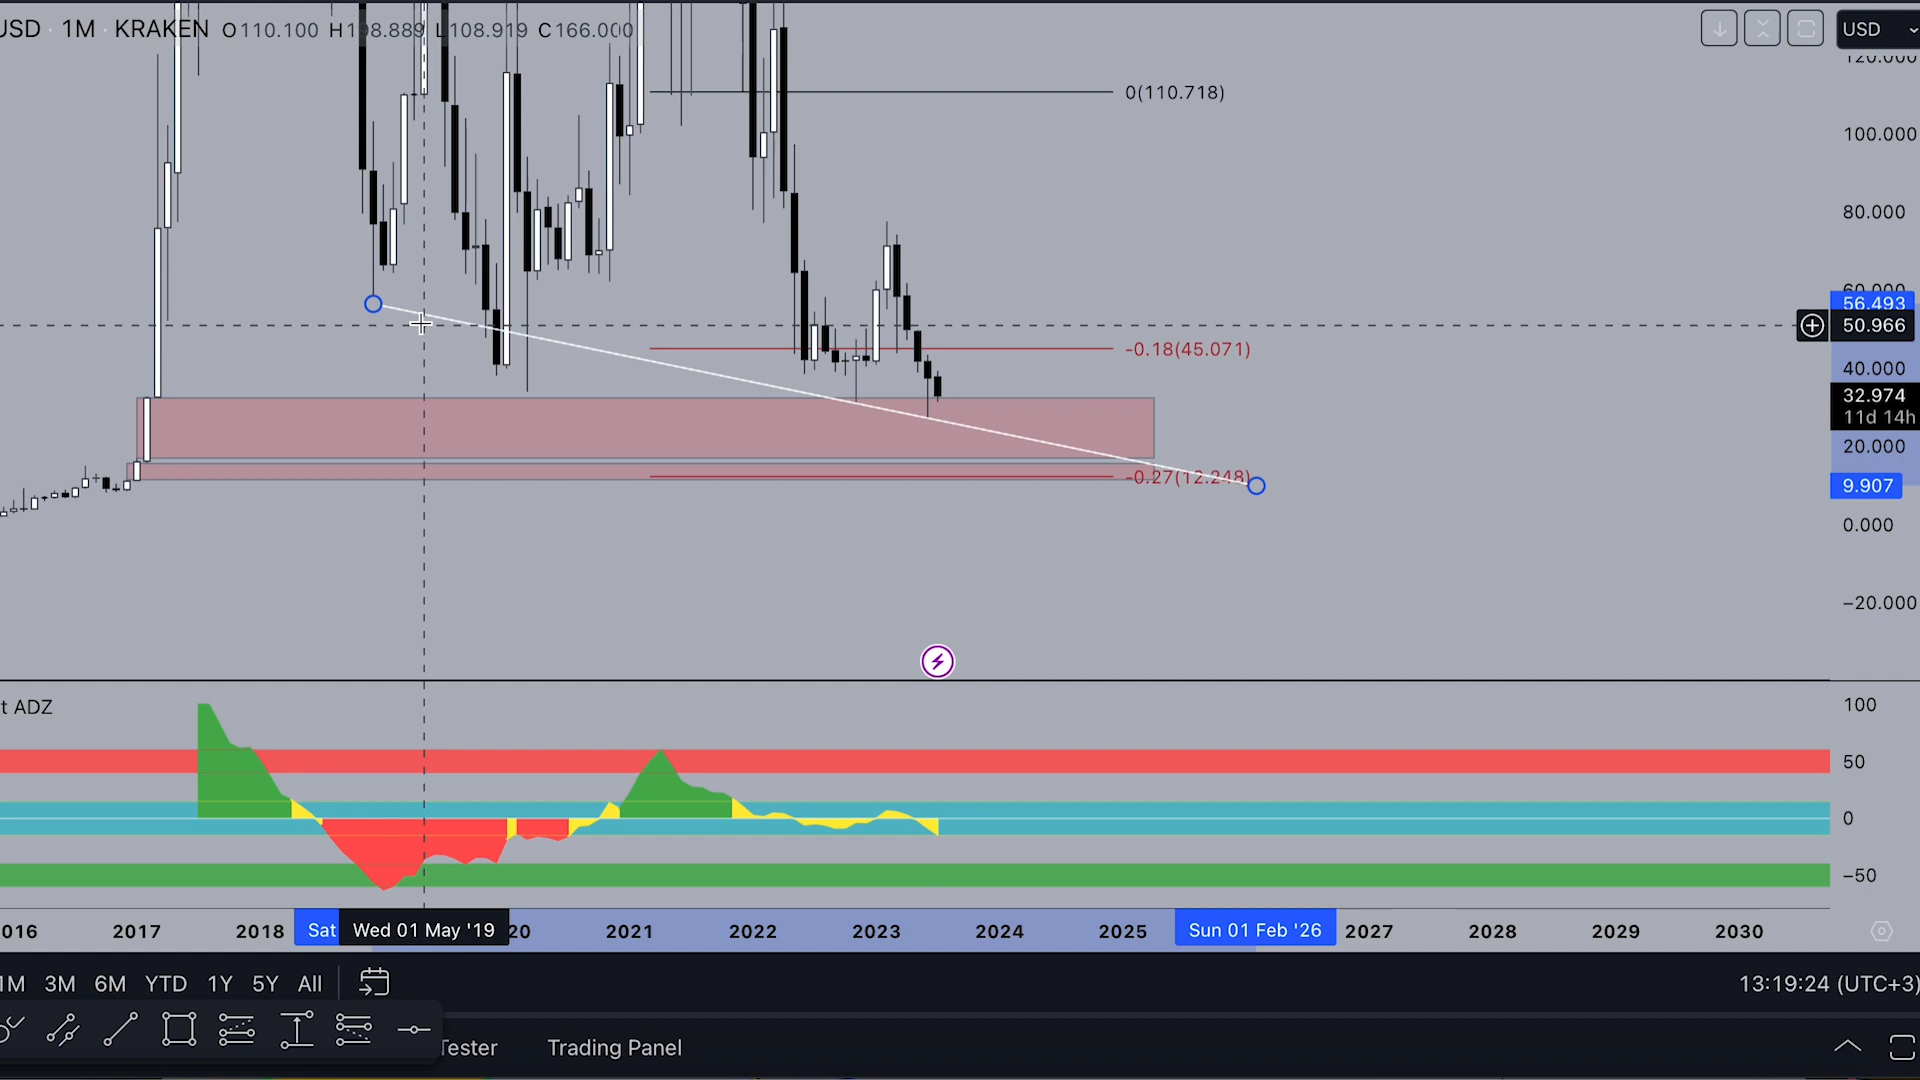 USD · 1M · KRAKEN O110.100 H198.889 L108.919 C166.000
USD
120.000
0(110.718)
100.000
80.000
60.000
56.493
50.966
-0.18(45.071)
40.000
32.974
11d 14h
20.000
-0.27(12.248)
9.907
0.000
−20.000
t ADZ
100
50
0
−50
016 2017 2018 Sat Wed 01 May '19 20 2021 2022 2023 2024 2025 Sun 01 Feb '26 2027 2028 2029 2030
1M 3M 6M YTD 1Y 5Y All
13:19:24 (UTC+3)
Tester Trading Panel